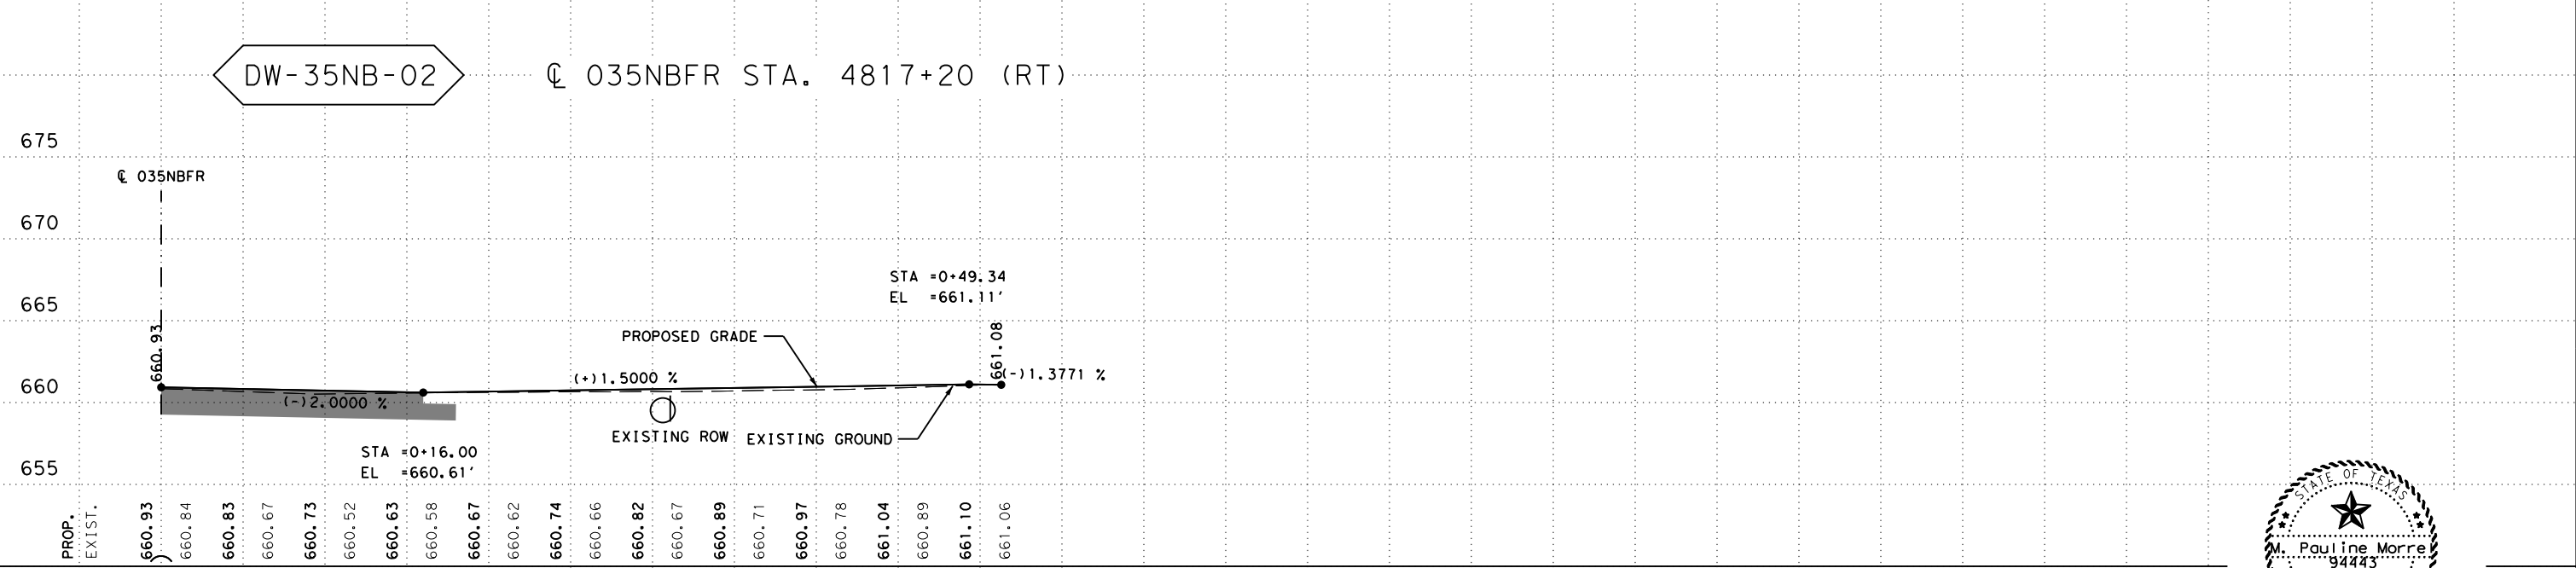 DW-35NB-02
℄ 035NBFR STA. 4817+20 (RT)
675
℄ 035NBFR
670
STA =0+49.34
665
EL =661.11'
660.93
PROPOSED GRADE
661.08
660
(+)1.5000 %
(-)1.3771 %
(-)2.0000 %
EXISTING ROW
EXISTING GROUND
STA =0+16.00
655
EL =660.61'
STATE OF TEXAS
PROP.
EXIST.
660.93
660.84
660.83
660.67
660.73
660.52
660.63
660.58
660.67
660.62
660.74
660.66
660.82
660.67
660.89
660.71
660.97
660.78
661.04
660.89
661.10
661.06
M. Pauline Morrel
94443